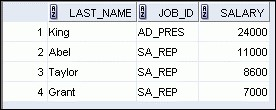 LAST_NAME JOB_ID SALARY
1 King AD_PRES 24000
2 Abel SA_REP 11000
3 Taylor SA_REP 8600
4 Grant SA_REP 7000